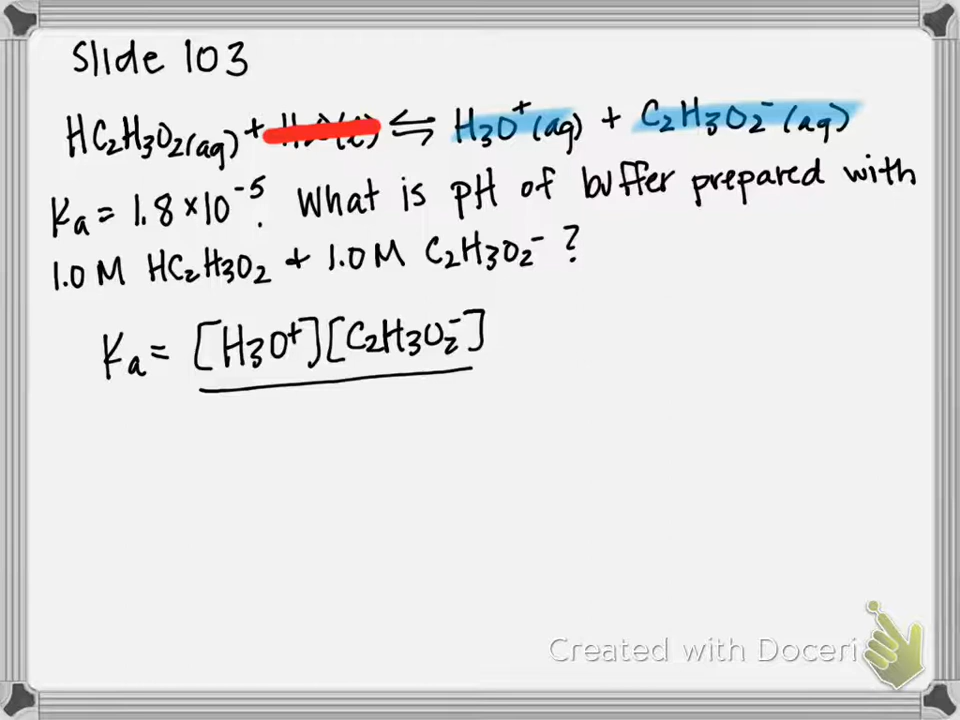 Slide 103
HC₂H₃O₂(aq) + H₂O(l) ⇌ H₃O⁺(aq) + C₂H₃O₂⁻(aq)
Ka = 1.8 × 10⁻⁵. What is pH of buffer prepared with
1.0 M HC₂H₃O₂ + 1.0 M C₂H₃O₂⁻ ?
Ka = [H₃O⁺][C₂H₃O₂⁻]
Created with Doceri